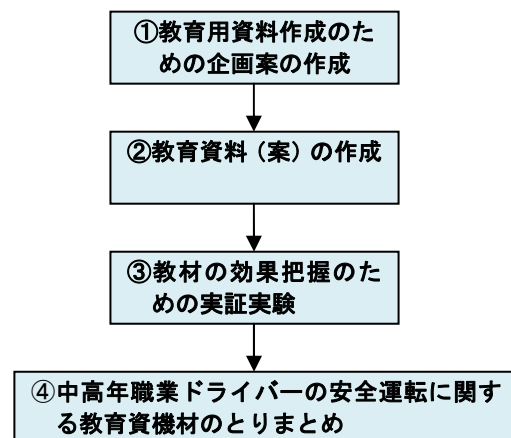 ①教育用資料作成のた
めの企画案の作成
②教育資料（案）の作成
③教材の効果把握のた
めの実証実験
④中高年職業ドライバーの安全運転に関す
る教育資機材のとりまとめ